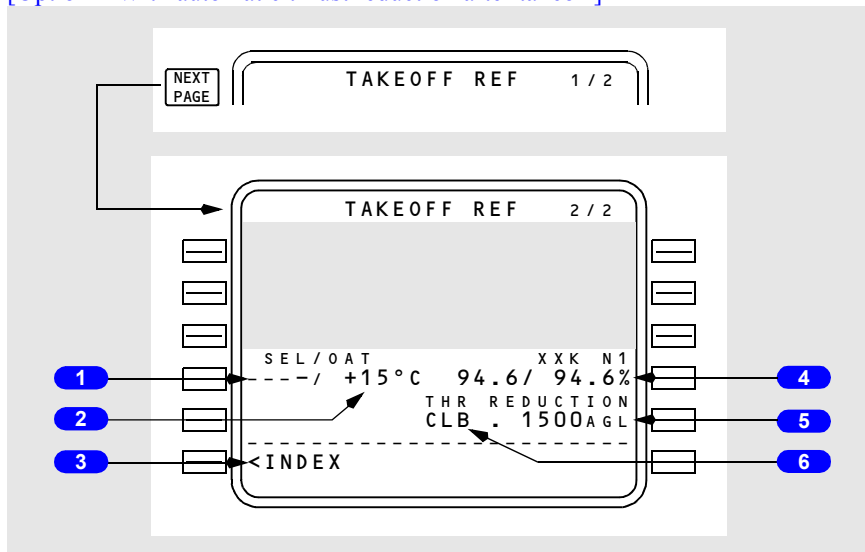 NEXT PAGE
TAKEOFF REF 1/2
TAKEOFF REF 2/2
SEL/OAT XXK N1
1 ----/ +15°C 94.6/ 94.6% 4
THR REDUCTION
2 CLB . 1500AGL 5
3 <INDEX 6